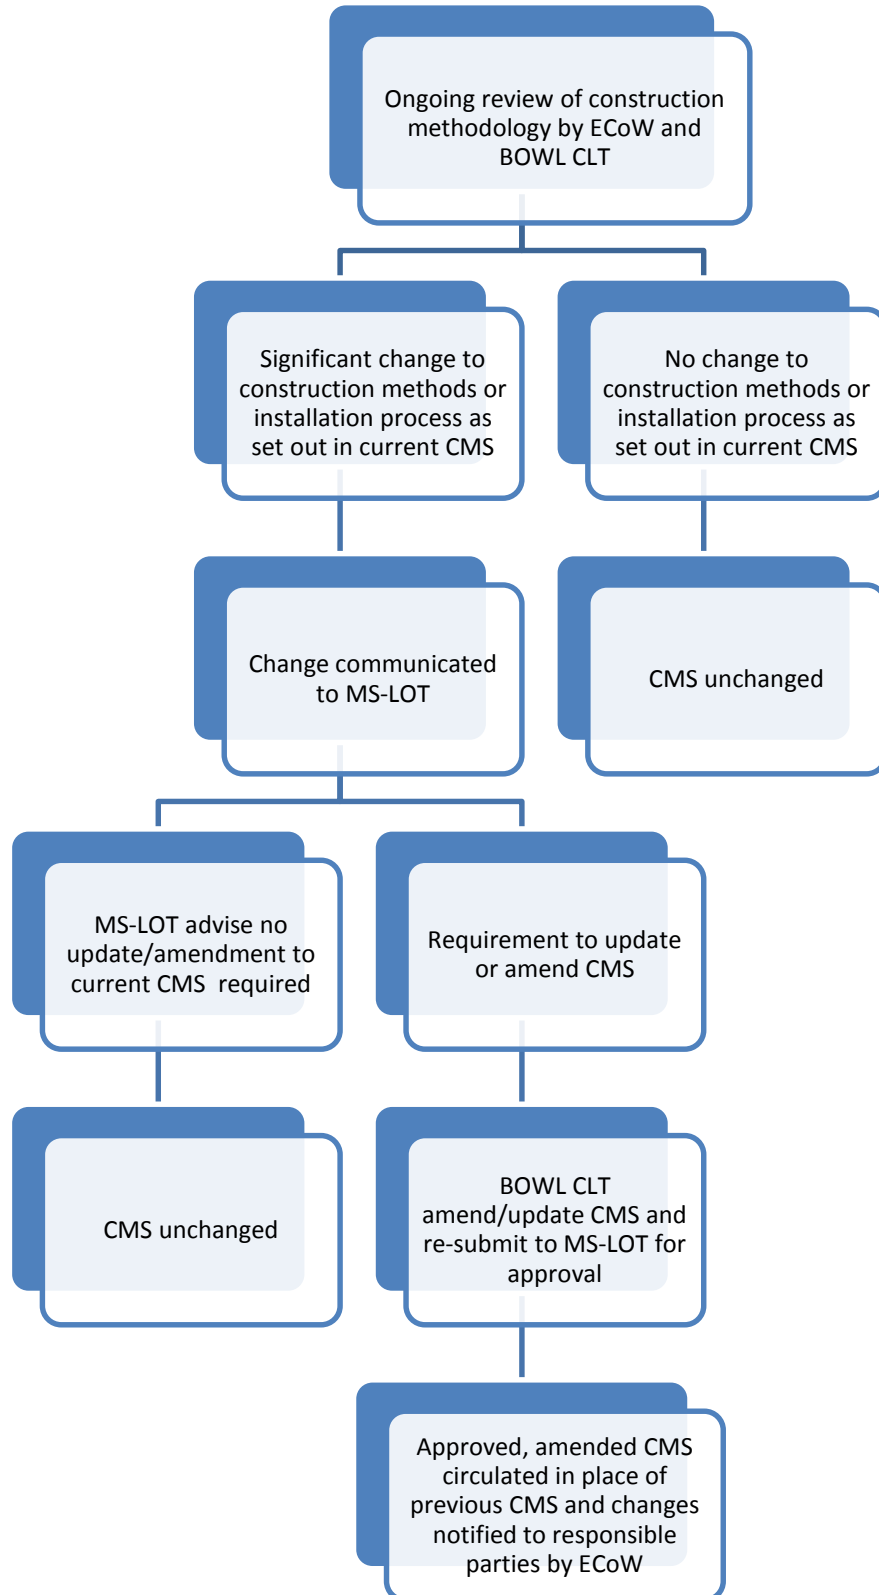 Ongoing review of construction
methodology by ECoW and
BOWL CLT
Significant change to
construction methods or
installation process as
set out in current CMS
No change to
construction methods or
installation process as
set out in current CMS
Change communicated
to MS-LOT
CMS unchanged
MS-LOT advise no
update/amendment to
current CMS required
Requirement to update
or amend CMS
CMS unchanged
BOWL CLT
amend/update CMS and
re-submit to MS-LOT for
approval
Approved, amended CMS
circulated in place of
previous CMS and changes
notified to responsible
parties by ECoW